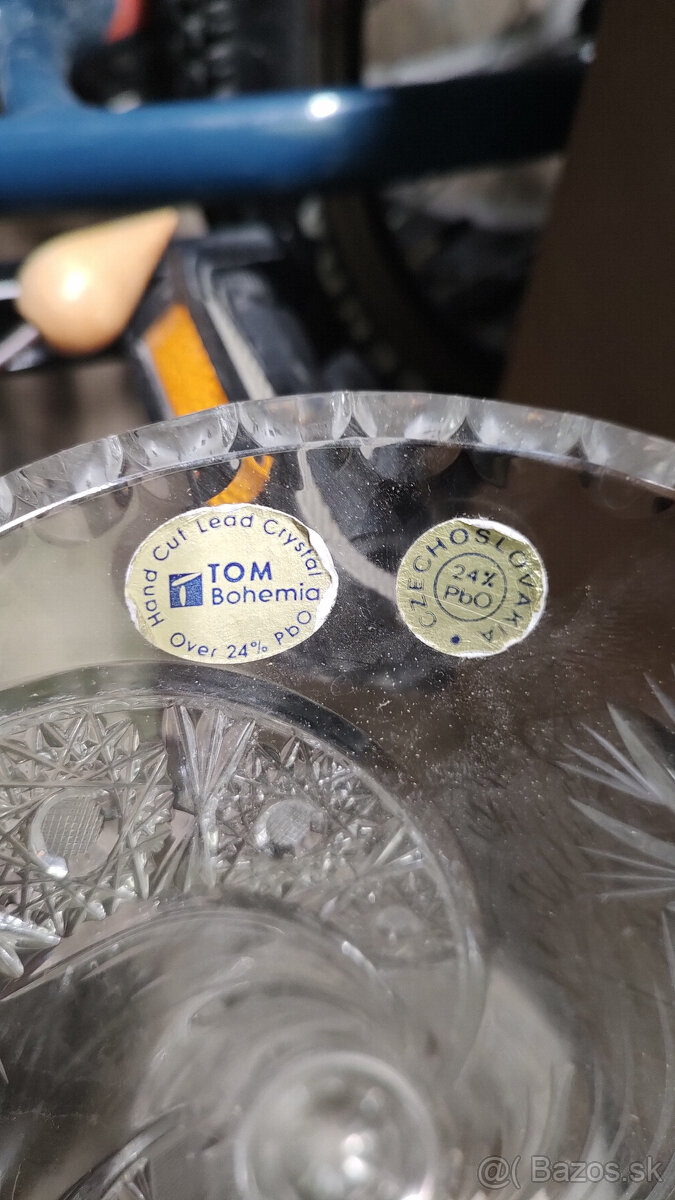 Hand Cut Lead Crystal
TOM
Bohemia
Over 24% PbO
CZECHOSLOVAKIA
24%
PbO
@( Bazos.sk